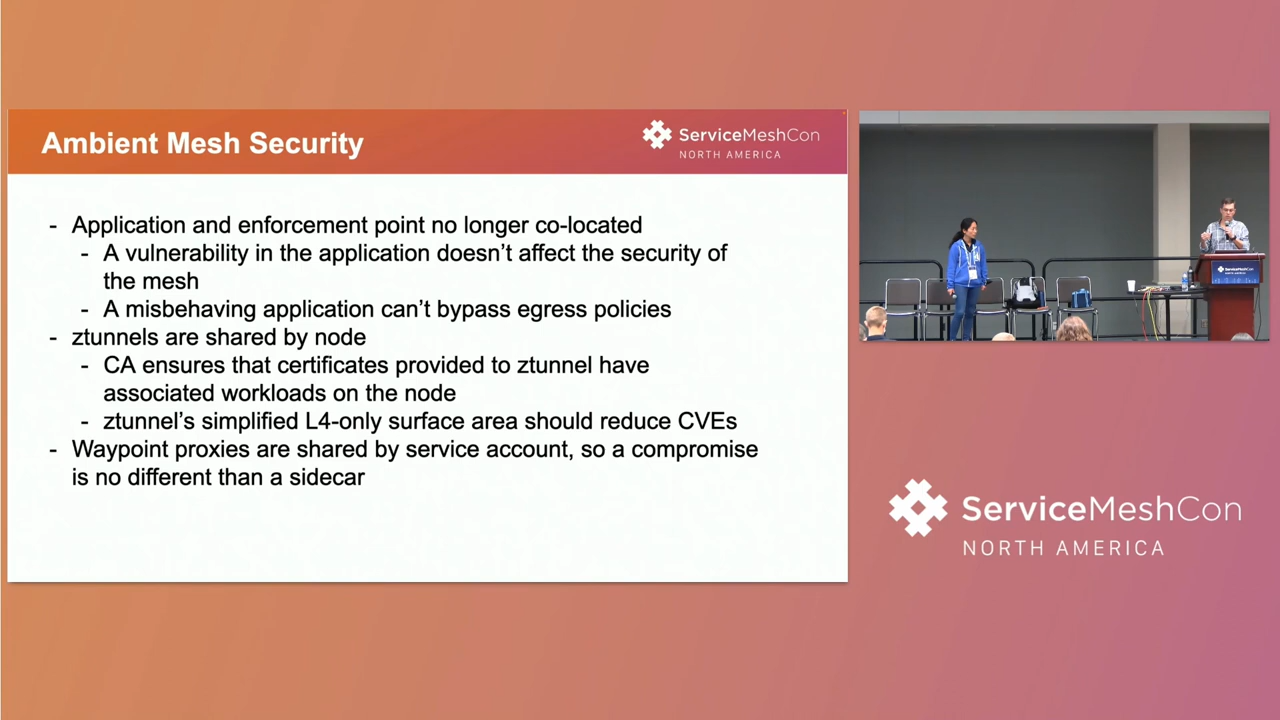 Ambient Mesh Security
ServiceMeshCon
NORTH AMERICA
- Application and enforcement point no longer co-located
- A vulnerability in the application doesn't affect the security of
the mesh
- A misbehaving application can't bypass egress policies
- ztunnels are shared by node
- CA ensures that certificates provided to ztunnel have
associated workloads on the node
- ztunnel's simplified L4-only surface area should reduce CVEs
- Waypoint proxies are shared by service account, so a compromise
is no different than a sidecar
ServiceMeshCon
ServiceMeshCon
NORTH AMERICA